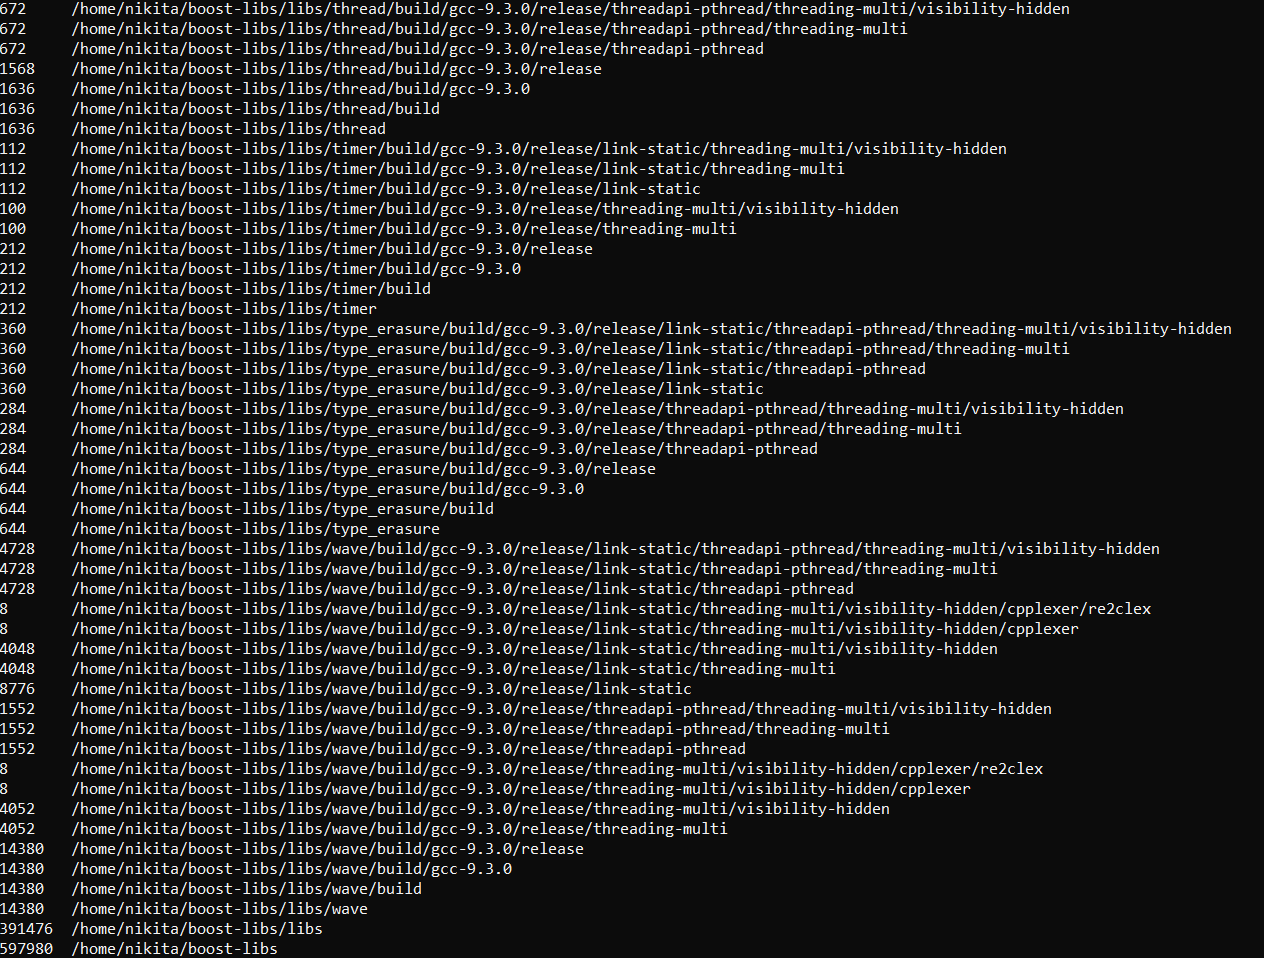 672 /home/nikita/boost-libs/libs/thread/build/gcc-9.3.0/release/threadapi-pthread/threading-multi/visibility-hidden
672 /home/nikita/boost-libs/libs/thread/build/gcc-9.3.0/release/threadapi-pthread/threading-multi
672 /home/nikita/boost-libs/libs/thread/build/gcc-9.3.0/release/threadapi-pthread
1568 /home/nikita/boost-libs/libs/thread/build/gcc-9.3.0/release
1636 /home/nikita/boost-libs/libs/thread/build/gcc-9.3.0
1636 /home/nikita/boost-libs/libs/thread/build
1636 /home/nikita/boost-libs/libs/thread
112 /home/nikita/boost-libs/libs/timer/build/gcc-9.3.0/release/link-static/threading-multi/visibility-hidden
112 /home/nikita/boost-libs/libs/timer/build/gcc-9.3.0/release/link-static/threading-multi
112 /home/nikita/boost-libs/libs/timer/build/gcc-9.3.0/release/link-static
100 /home/nikita/boost-libs/libs/timer/build/gcc-9.3.0/release/threading-multi/visibility-hidden
100 /home/nikita/boost-libs/libs/timer/build/gcc-9.3.0/release/threading-multi
212 /home/nikita/boost-libs/libs/timer/build/gcc-9.3.0/release
212 /home/nikita/boost-libs/libs/timer/build/gcc-9.3.0
212 /home/nikita/boost-libs/libs/timer/build
212 /home/nikita/boost-libs/libs/timer
360 /home/nikita/boost-libs/libs/type_erasure/build/gcc-9.3.0/release/link-static/threadapi-pthread/threading-multi/visibility-hidden
360 /home/nikita/boost-libs/libs/type_erasure/build/gcc-9.3.0/release/link-static/threadapi-pthread/threading-multi
360 /home/nikita/boost-libs/libs/type_erasure/build/gcc-9.3.0/release/link-static/threadapi-pthread
360 /home/nikita/boost-libs/libs/type_erasure/build/gcc-9.3.0/release/link-static
284 /home/nikita/boost-libs/libs/type_erasure/build/gcc-9.3.0/release/threadapi-pthread/threading-multi/visibility-hidden
284 /home/nikita/boost-libs/libs/type_erasure/build/gcc-9.3.0/release/threadapi-pthread/threading-multi
284 /home/nikita/boost-libs/libs/type_erasure/build/gcc-9.3.0/release/threadapi-pthread
644 /home/nikita/boost-libs/libs/type_erasure/build/gcc-9.3.0/release
644 /home/nikita/boost-libs/libs/type_erasure/build/gcc-9.3.0
644 /home/nikita/boost-libs/libs/type_erasure/build
644 /home/nikita/boost-libs/libs/type_erasure
4728 /home/nikita/boost-libs/libs/wave/build/gcc-9.3.0/release/link-static/threadapi-pthread/threading-multi/visibility-hidden
4728 /home/nikita/boost-libs/libs/wave/build/gcc-9.3.0/release/link-static/threadapi-pthread/threading-multi
4728 /home/nikita/boost-libs/libs/wave/build/gcc-9.3.0/release/link-static/threadapi-pthread
8 /home/nikita/boost-libs/libs/wave/build/gcc-9.3.0/release/link-static/threading-multi/visibility-hidden/cpplexer/re2clex
8 /home/nikita/boost-libs/libs/wave/build/gcc-9.3.0/release/link-static/threading-multi/visibility-hidden/cpplexer
4048 /home/nikita/boost-libs/libs/wave/build/gcc-9.3.0/release/link-static/threading-multi/visibility-hidden
4048 /home/nikita/boost-libs/libs/wave/build/gcc-9.3.0/release/link-static/threading-multi
8776 /home/nikita/boost-libs/libs/wave/build/gcc-9.3.0/release/link-static
1552 /home/nikita/boost-libs/libs/wave/build/gcc-9.3.0/release/threadapi-pthread/threading-multi/visibility-hidden
1552 /home/nikita/boost-libs/libs/wave/build/gcc-9.3.0/release/threadapi-pthread/threading-multi
1552 /home/nikita/boost-libs/libs/wave/build/gcc-9.3.0/release/threadapi-pthread
8 /home/nikita/boost-libs/libs/wave/build/gcc-9.3.0/release/threading-multi/visibility-hidden/cpplexer/re2clex
8 /home/nikita/boost-libs/libs/wave/build/gcc-9.3.0/release/threading-multi/visibility-hidden/cpplexer
4052 /home/nikita/boost-libs/libs/wave/build/gcc-9.3.0/release/threading-multi/visibility-hidden
4052 /home/nikita/boost-libs/libs/wave/build/gcc-9.3.0/release/threading-multi
14380 /home/nikita/boost-libs/libs/wave/build/gcc-9.3.0/release
14380 /home/nikita/boost-libs/libs/wave/build/gcc-9.3.0
14380 /home/nikita/boost-libs/libs/wave/build
14380 /home/nikita/boost-libs/libs/wave
391476 /home/nikita/boost-libs/libs
597980 /home/nikita/boost-libs